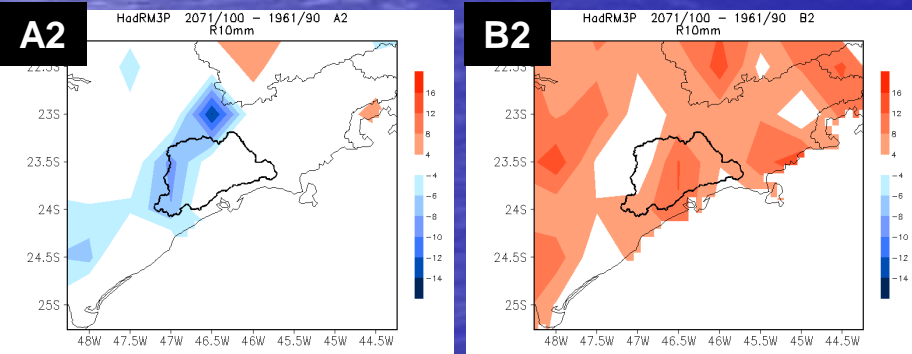 A2
HadRM3P 2071/100 - 1961/90 A2
R10mm
22.5S
23S
23.5S
24S
24.5S
25S
48W 47.5W 47W 46.5W 46W 45.5W 45W 44.5W
16
12
8
4
-4
-6
-8
-10
-12
-14
B2
HadRM3P 2071/100 - 1961/90 B2
R10mm
22.5S
23S
23.5S
24S
24.5S
25S
48W 47.5W 47W 46.5W 46W 45.5W 45W 44.5W
16
12
8
4
-4
-6
-8
-10
-12
-14